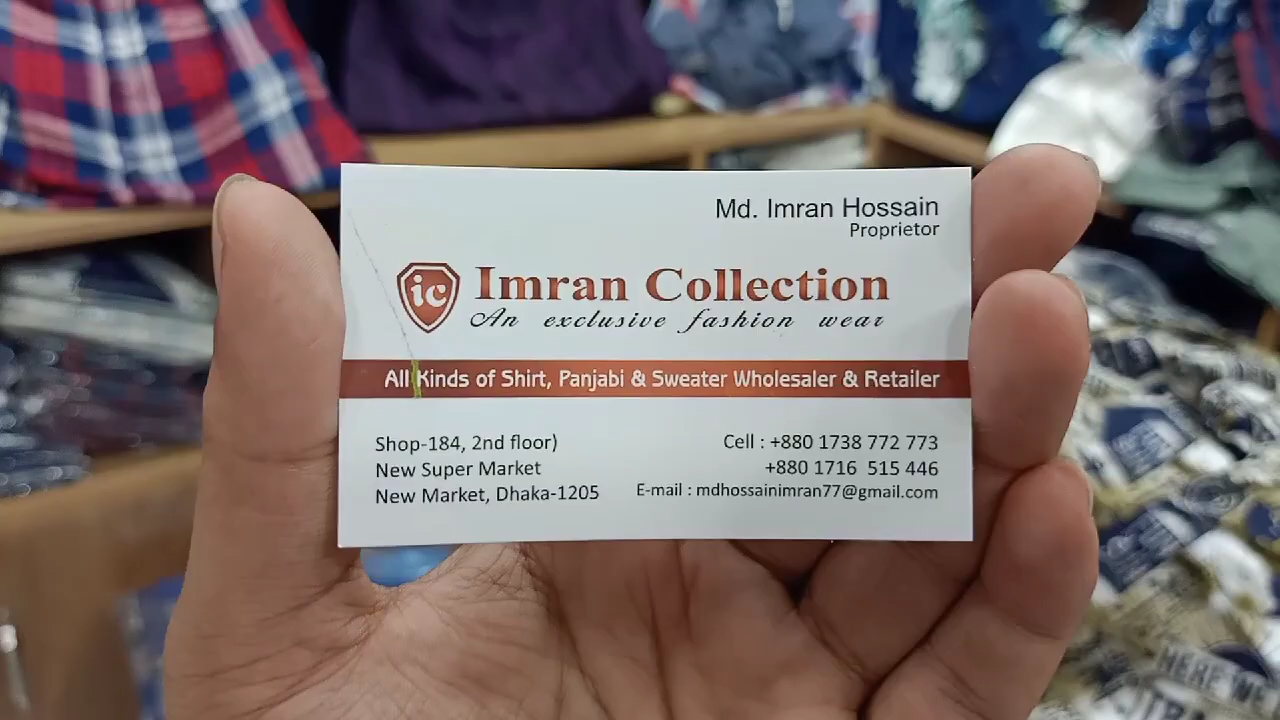 Md. Imran Hossain
Proprietor
ic
Imran Collection
An exclusive fashion wear
All Kinds of Shirt, Panjabi & Sweater Wholesaler & Retailer
Shop-184, 2nd floor)
New Super Market
New Market, Dhaka-1205
Cell : +880 1738 772 773
+880 1716 515 446
E-mail : mdhossainimran77@gmail.com
HERE WE